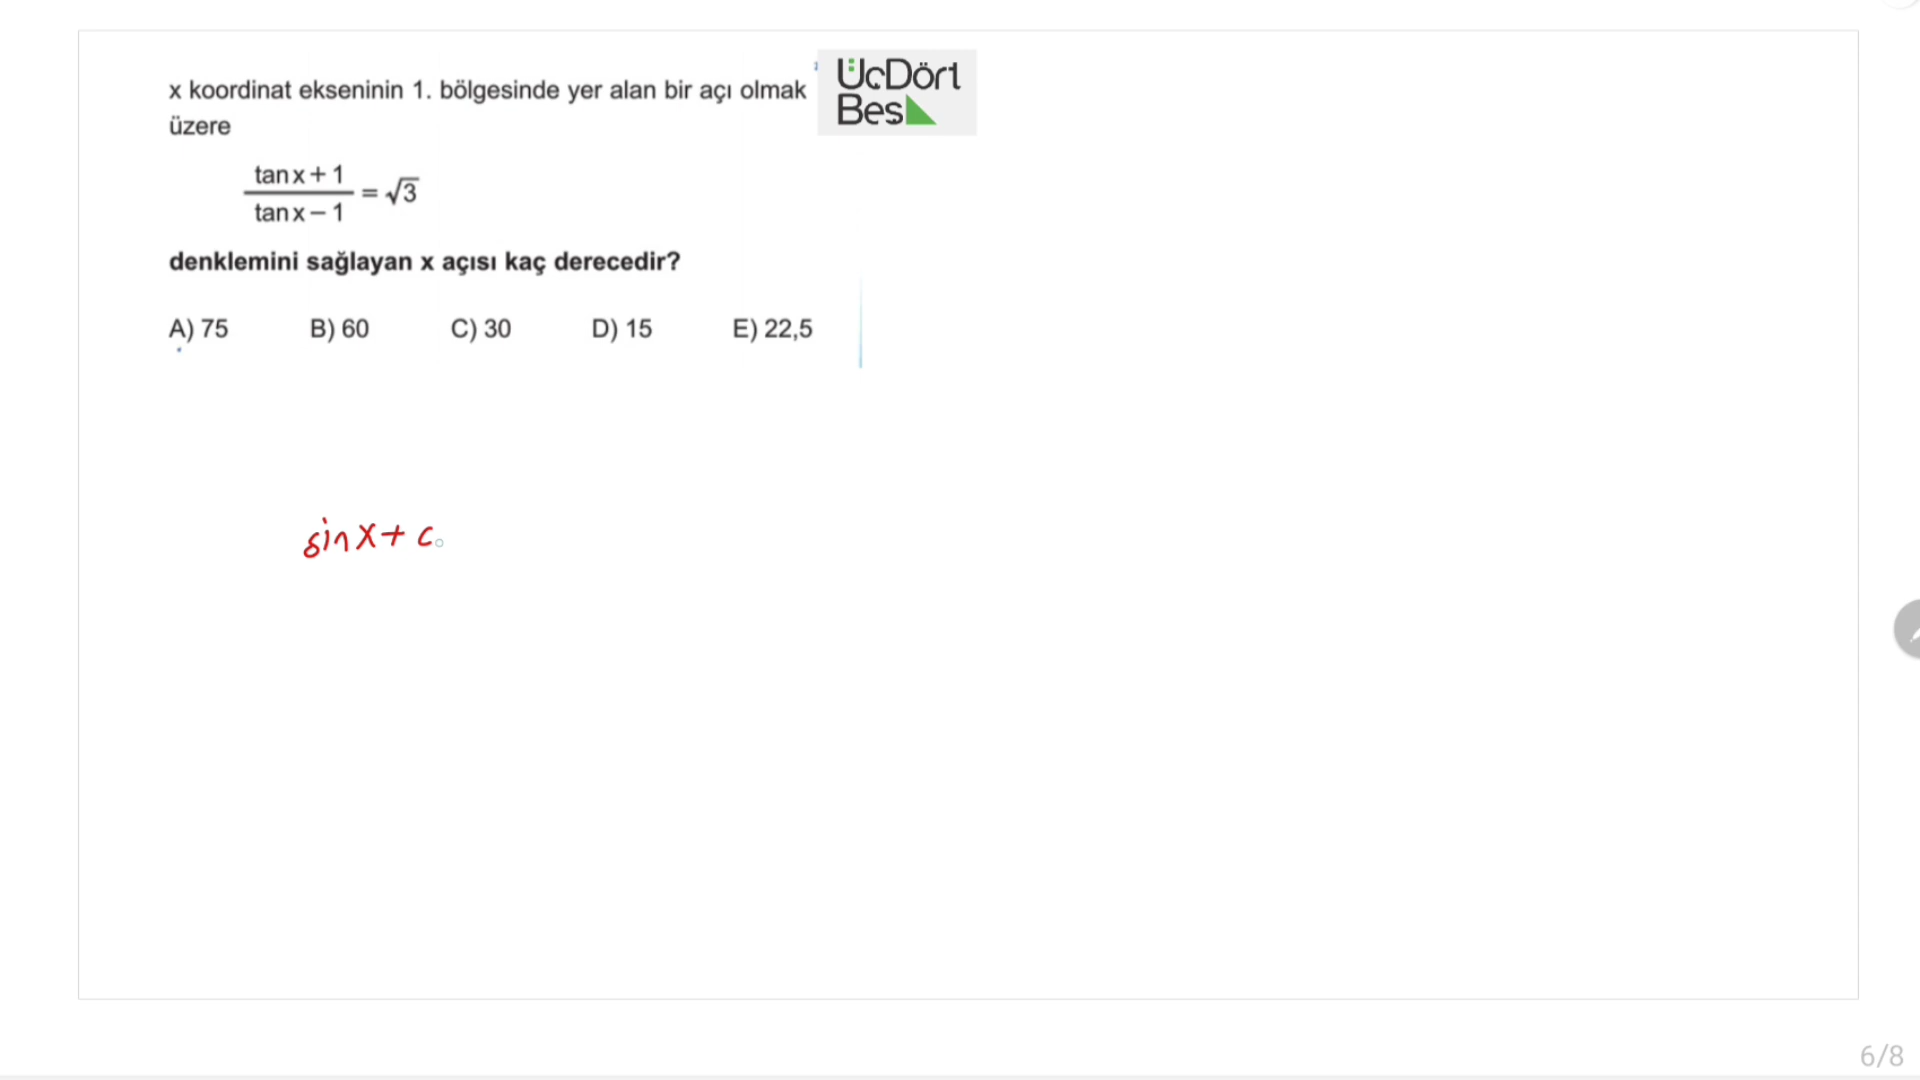 x koordinat ekseninin 1. bölgesinde yer alan bir açı olmak
üzere
ÜçDört
Beş
tan x + 1
tan x − 1
= √3
denklemini sağlayan x açısı kaç derecedir?
A) 75 B) 60 C) 30 D) 15 E) 22,5
sinx + c
6/8